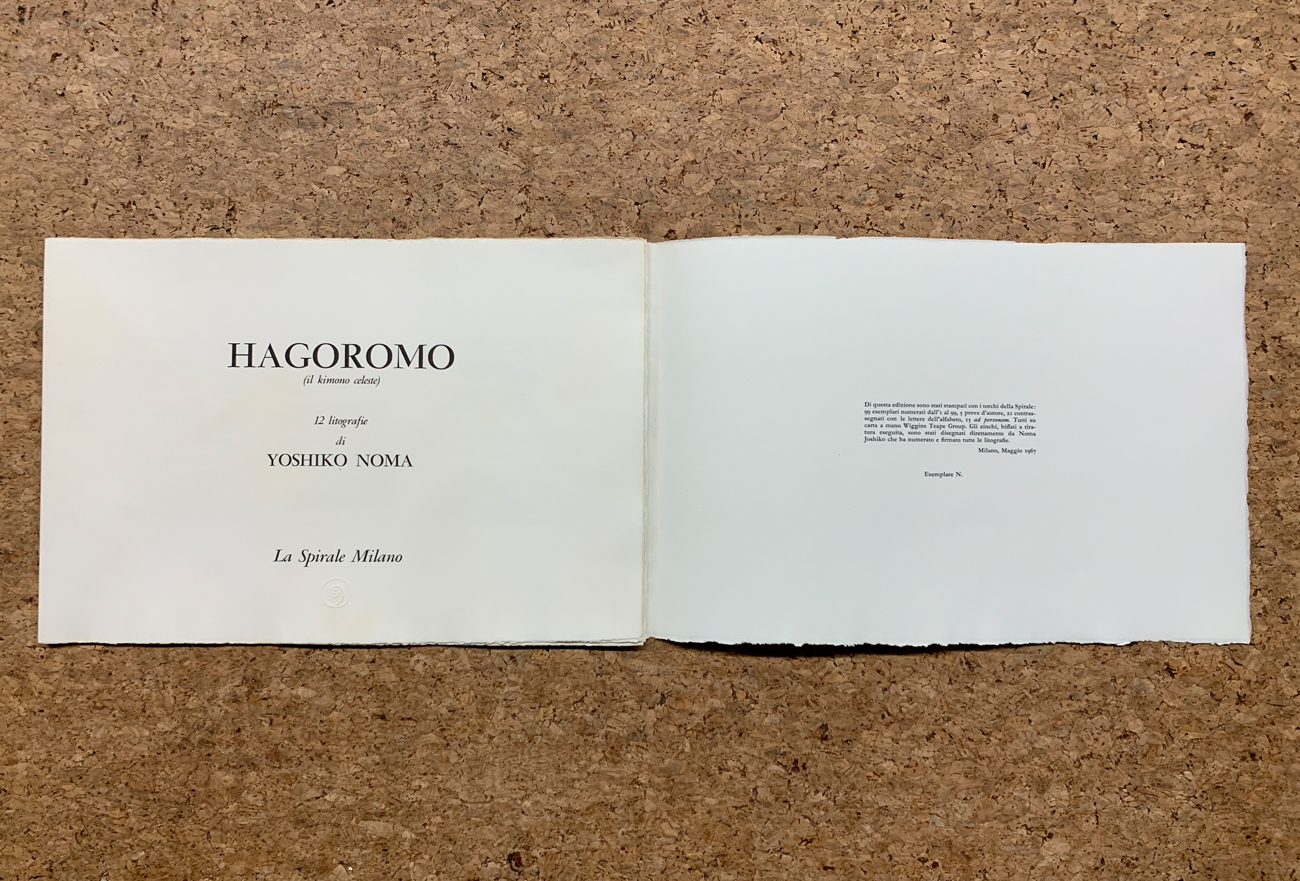 HAGOROMO
(il kimono celeste)
12 litografie
di
YOSHIKO NOMA
La Spirale Milano
Di questa edizione sono stati stampati con i torchi della Spirale:
99 esemplari numerati dall'1 al 99, 5 prove d'autore, 21 contras-
segnati con le lettere dell'alfabeto, 15 ad personam. Tutti su
carta a mano Wiggins Teape Group. Gli zinchi, biffati a tira-
tura eseguita, sono stati disegnati direttamente da Noma
Joshiko che ha numerato e firmato tutte le litografie.
Milano, Maggio 1967
Esemplare N.